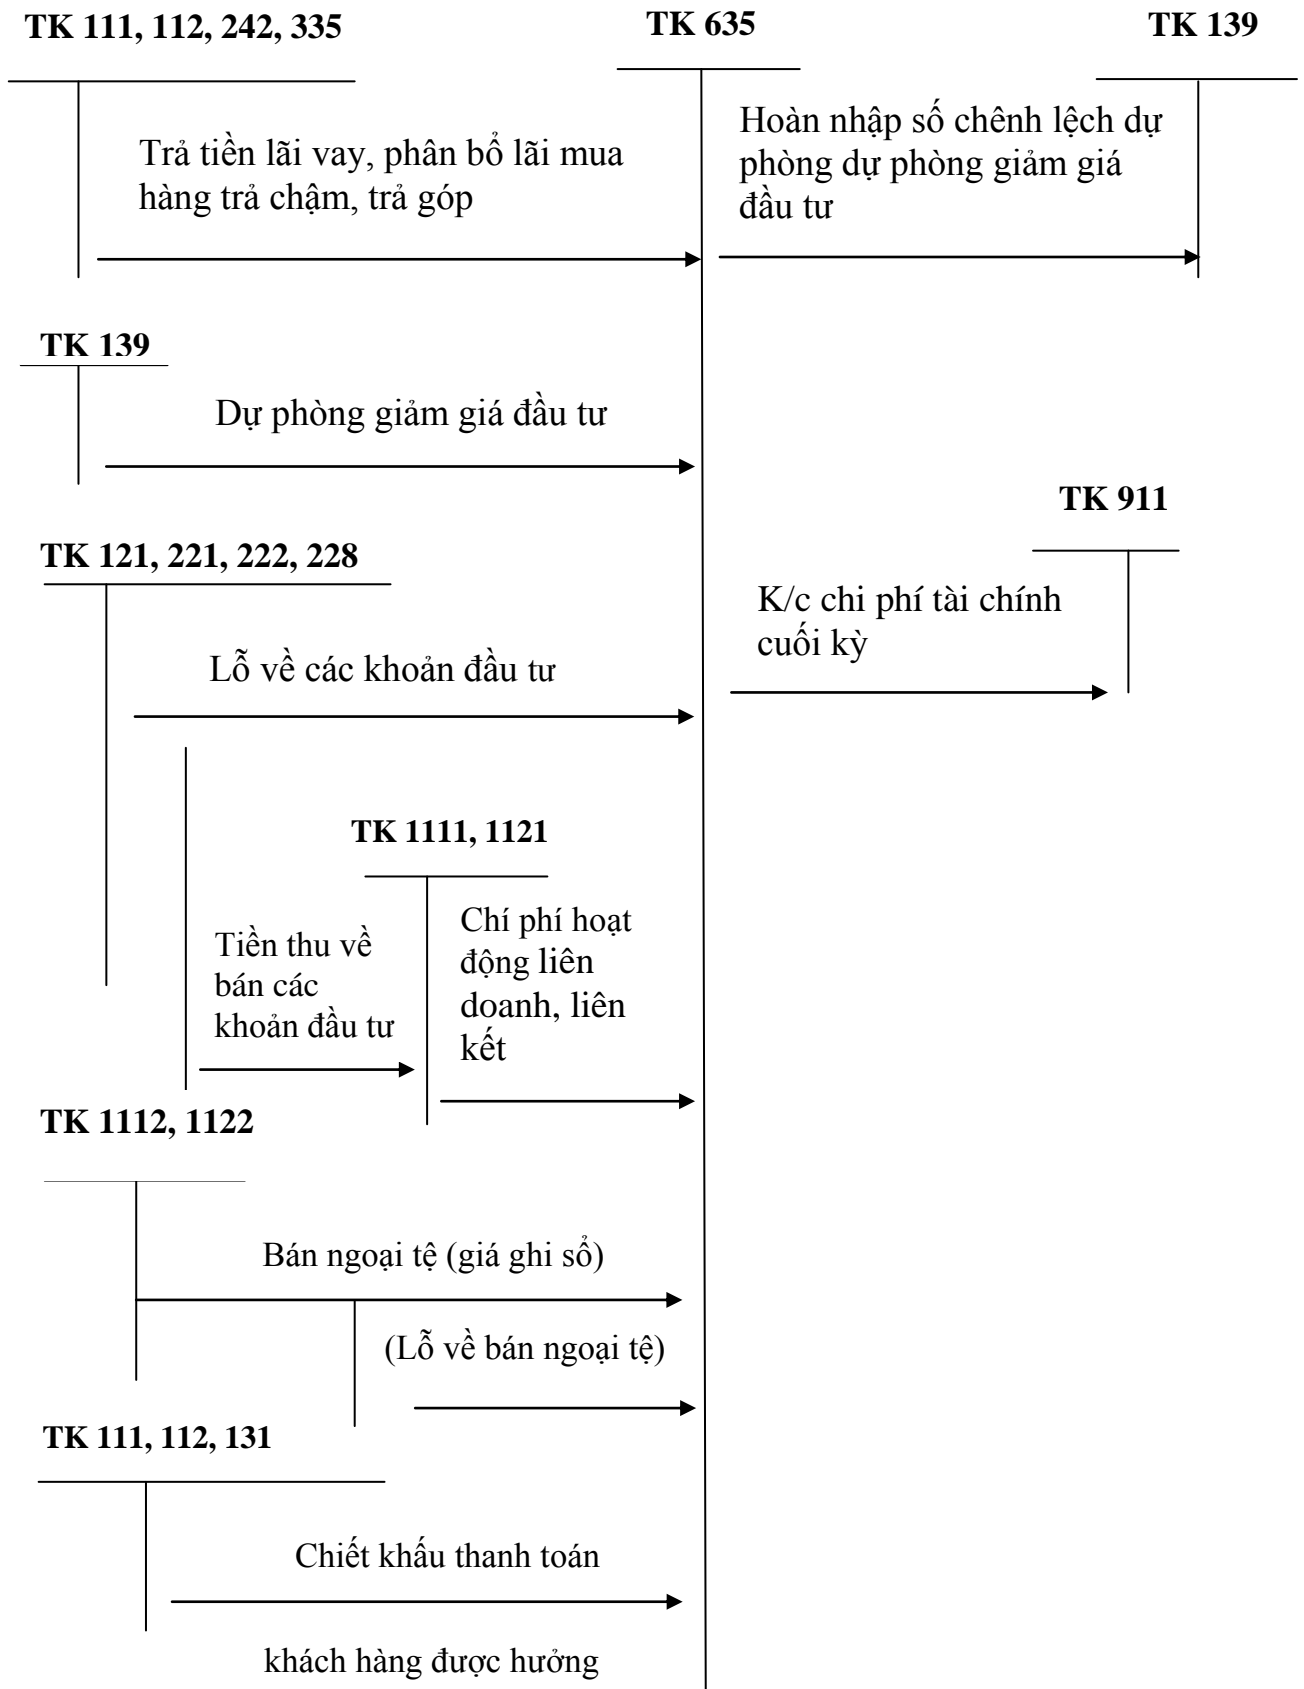 TK 111, 112, 242, 335
TK 635
TK 139
Trả tiền lãi vay, phân bổ lãi mua
hàng trả chậm, trả góp
Hoàn nhập số chênh lệch dự
phòng dự phòng giảm giá
đầu tư
TK 139
Dự phòng giảm giá đầu tư
TK 911
TK 121, 221, 222, 228
K/c chi phí tài chính
cuối kỳ
Lỗ về các khoản đầu tư
TK 1111, 1121
Tiền thu về
bán các
khoản đầu tư
Chí phí hoạt
động liên
doanh, liên
kết
TK 1112, 1122
Bán ngoại tệ (giá ghi sổ)
(Lỗ về bán ngoại tệ)
TK 111, 112, 131
Chiết khấu thanh toán
khách hàng được hưởng